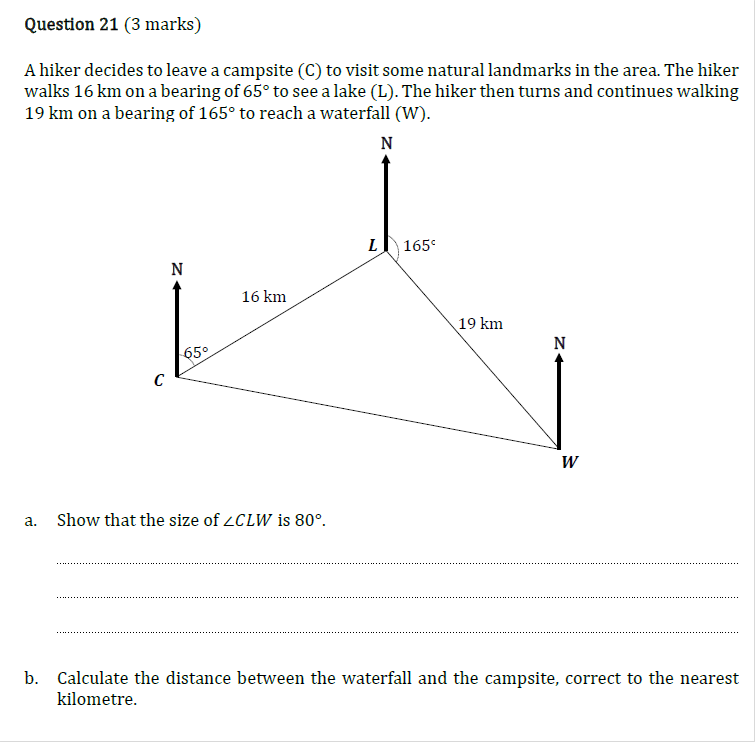 Question 21 (3 marks)
A hiker decides to leave a campsite (C) to visit some natural landmarks in the area. The hiker
walks 16 km on a bearing of 65° to see a lake (L). The hiker then turns and continues walking
19 km on a bearing of 165° to reach a waterfall (W).
N
L 165°
N
16 km
19 km
N
65°
C
W
a. Show that the size of ∠CLW is 80°.
b. Calculate the distance between the waterfall and the campsite, correct to the nearest
kilometre.